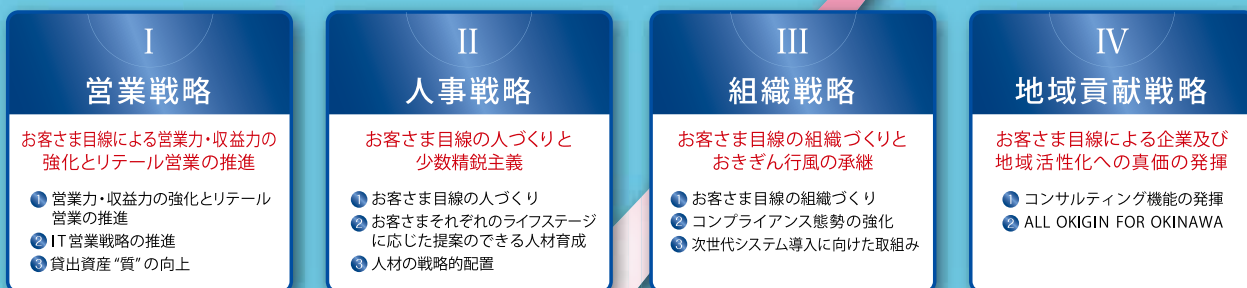 Ⅰ
営業戦略
お客さま目線による営業力・収益力の
強化とリテール営業の推進
1 営業力・収益力の強化とリテール
営業の推進
2 IT営業戦略の推進
3 貸出資産“質”の向上
Ⅱ
人事戦略
お客さま目線の人づくりと
少数精鋭主義
1 お客さま目線の人づくり
2 お客さまそれぞれのライフステージ
に応じた提案のできる人材育成
3 人材の戦略的配置
Ⅲ
組織戦略
お客さま目線の組織づくりと
おきぎん行風の承継
1 お客さま目線の組織づくり
2 コンプライアンス態勢の強化
3 次世代システム導入に向けた取組み
Ⅳ
地域貢献戦略
お客さま目線による企業及び
地域活性化への真価の発揮
1 コンサルティング機能の発揮
2 ALL OKIGIN FOR OKINAWA